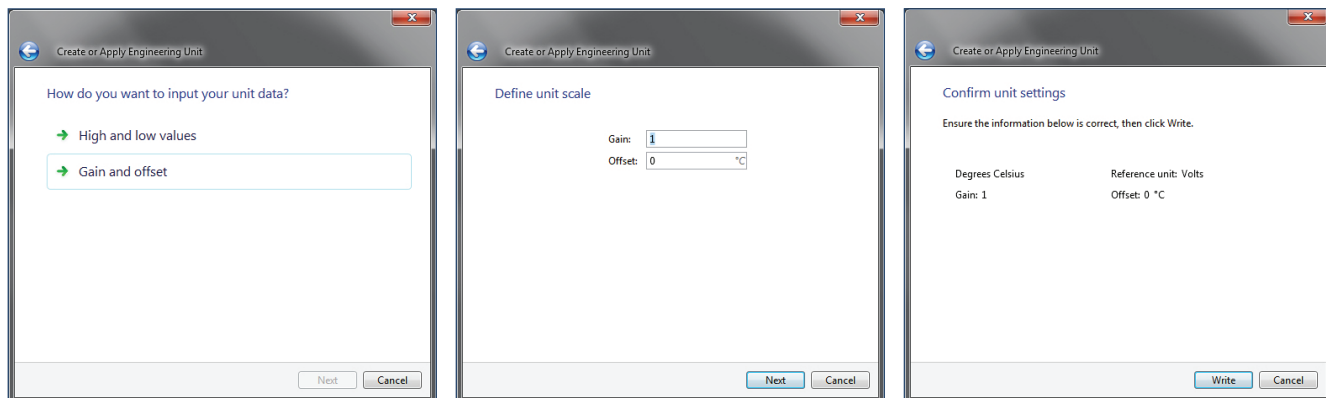 Create or Apply Engineering Unit
How do you want to input your unit data?
High and low values
Gain and offset
Next Cancel
Create or Apply Engineering Unit
Define unit scale
Gain: 1
Offset: 0 °C
Next Cancel
Create or Apply Engineering Unit
Confirm unit settings
Ensure the information below is correct, then click Write.
Degrees Celsius Reference unit: Volts
Gain: 1 Offset: 0 °C
Write Cancel